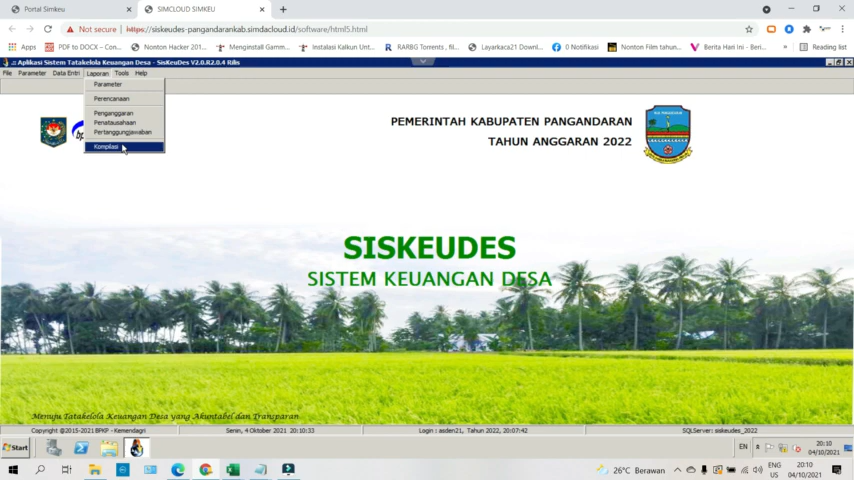 Portal Simkeu
SIMCLOUD SIMKEU
Not secure
https://siskeudes-pangandarankab.simdacloud.id/software/html5.html
Apps
PDF to DOCX – Con...
Nonton Hacker 201...
Menginstall Gamm...
Instalasi Kalkun Unt...
RARBG Torrents , fil...
Layarkaca21 Downl...
0 Notifikasi
Nonton Film tahun...
Berita Hari Ini - Ber...
Reading list
.:: Aplikasi Sistem Tatakelola Keuangan Desa - SisKeuDes V2.0.R2.0.4 Rilis
File Parameter Data Entri Laporan Tools Help
Parameter
Perencanaan
Penganggaran
Penatausahaan
Pertanggungjawaban
Kompilasi
PEMERINTAH KABUPATEN PANGANDARAN
TAHUN ANGGARAN 2022
SISKEUDES
SISTEM KEUANGAN DESA
Menuju Tatakelola Keuangan Desa yang Akuntabel dan Transparan
Copyright @2015-2021 BPKP - Kemendagri
Senin, 4 Oktober 2021 20:10:33
Login : asden21, Tahun 2022, 20:07:42
SQLServer: siskeudes_2022
Start
EN
20:10
04/10/2021
26°C Berawan
ENG
US
20:10
04/10/2021